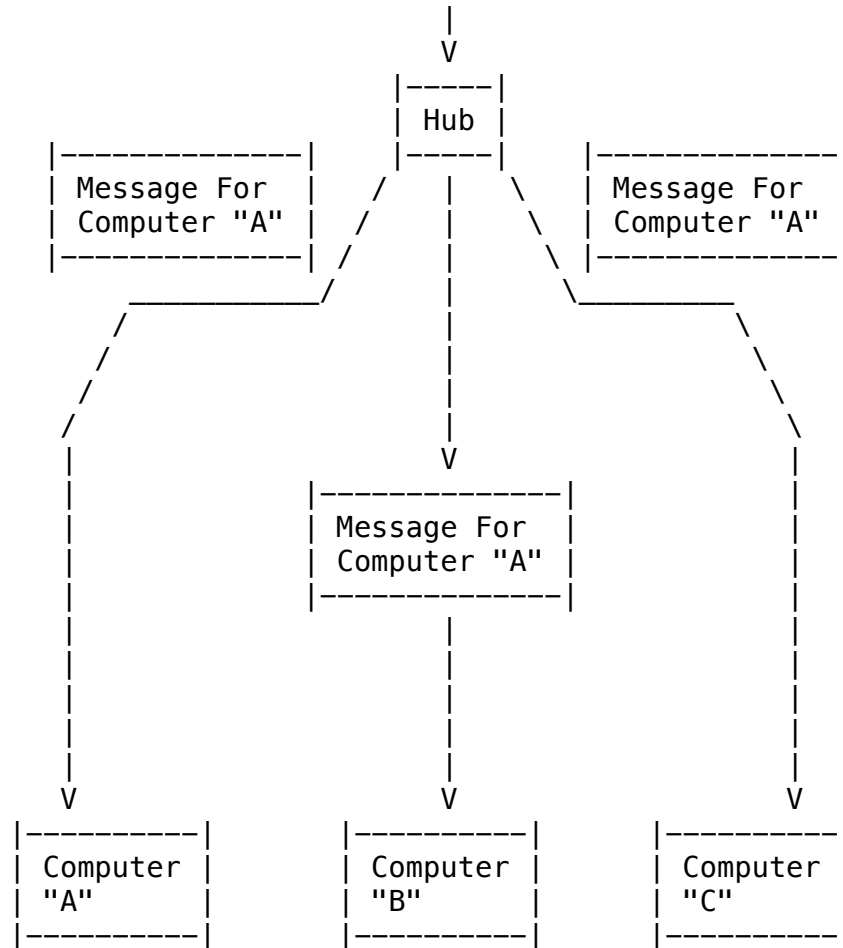 Hub
Message For
Computer "A"
Message For
Computer "A"
Message For
Computer "A"
Computer
"A"
Computer
"B"
Computer
"C"